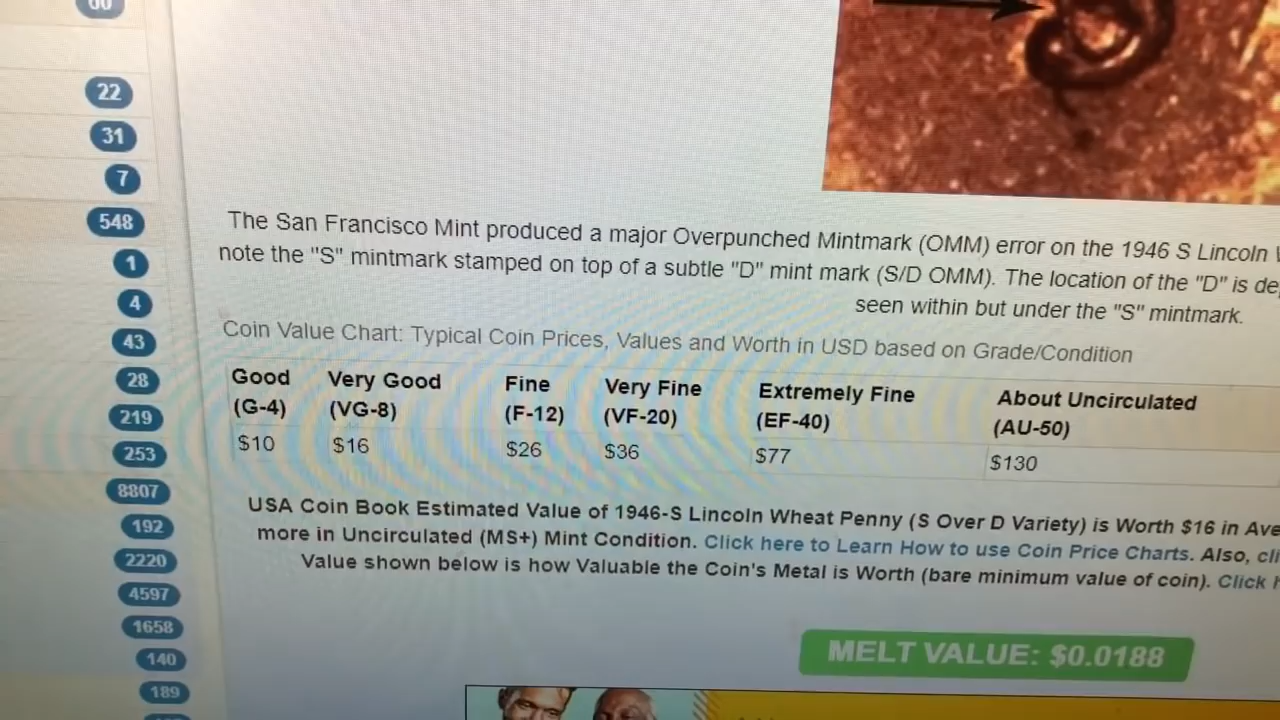 22
31
7
548
1
4
43
28
219
253
8807
192
2220
4597
1658
140
189
The San Francisco Mint produced a major Overpunched Mintmark (OMM) error on the 1946 S Lincoln
note the "S" mintmark stamped on top of a subtle "D" mint mark (S/D OMM). The location of the "D" is
seen within but under the "S" mintmark.
Coin Value Chart: Typical Coin Prices, Values and Worth in USD based on Grade/Condition
Good Very Good Fine Very Fine Extremely Fine About Uncirculated
(G-4) (VG-8) (F-12) (VF-20) (EF-40) (AU-50)
$10 $16 $26 $36 $77 $130
USA Coin Book Estimated Value of 1946-S Lincoln Wheat Penny (S Over D Variety) is Worth $16 in
more in Uncirculated (MS+) Mint Condition. Click here to Learn How to use Coin Price Charts. Also,
Value shown below is how Valuable the Coin's Metal is Worth (bare minimum value of coin). Click
MELT VALUE: $0.0188